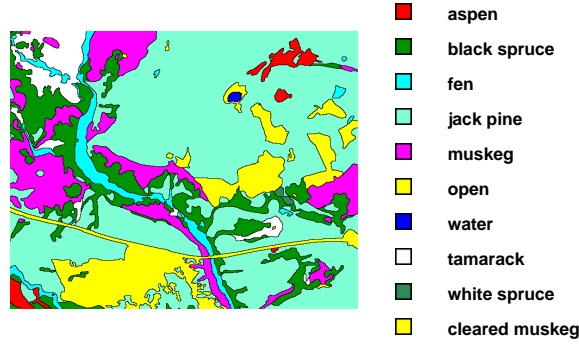 aspen
black spruce
fen
jack pine
muskeg
open
water
tamarack
white spruce
cleared muskeg